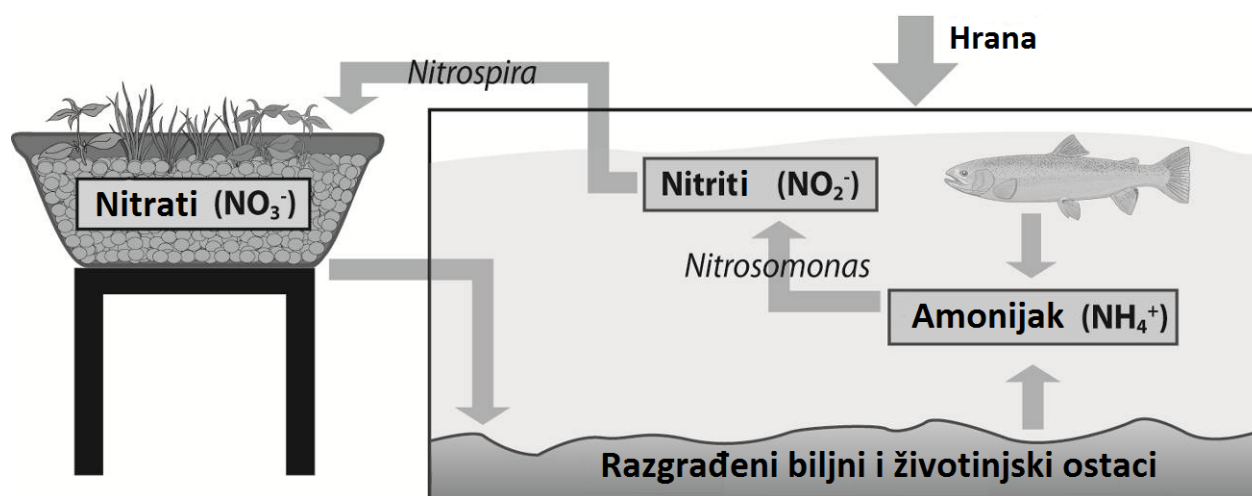 Hrana
Nitrospira
Nitrati (NO₃⁻)
Nitriti (NO₂⁻)
Nitrosomonas
Amonijak (NH₄⁺)
Razgrađeni biljni i životinjski ostaci